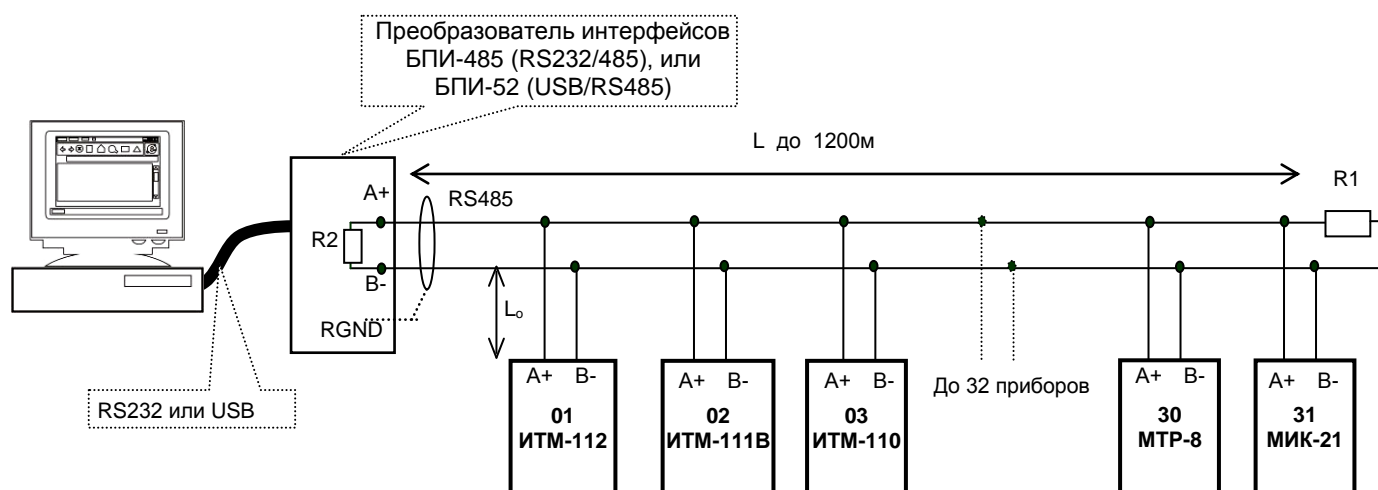 Преобразователь интерфейсов
БПИ-485 (RS232/485), или
БПИ-52 (USB/RS485)
L до 1200м
R1
A+
RS485
R2
B-
RGND
Lₒ
RS232 или USB
До 32 приборов
A+ B-
01
ИТМ-112
A+ B-
02
ИТМ-111В
A+ B-
03
ИТМ-110
A+ B-
30
МТР-8
A+ B-
31
МИК-21